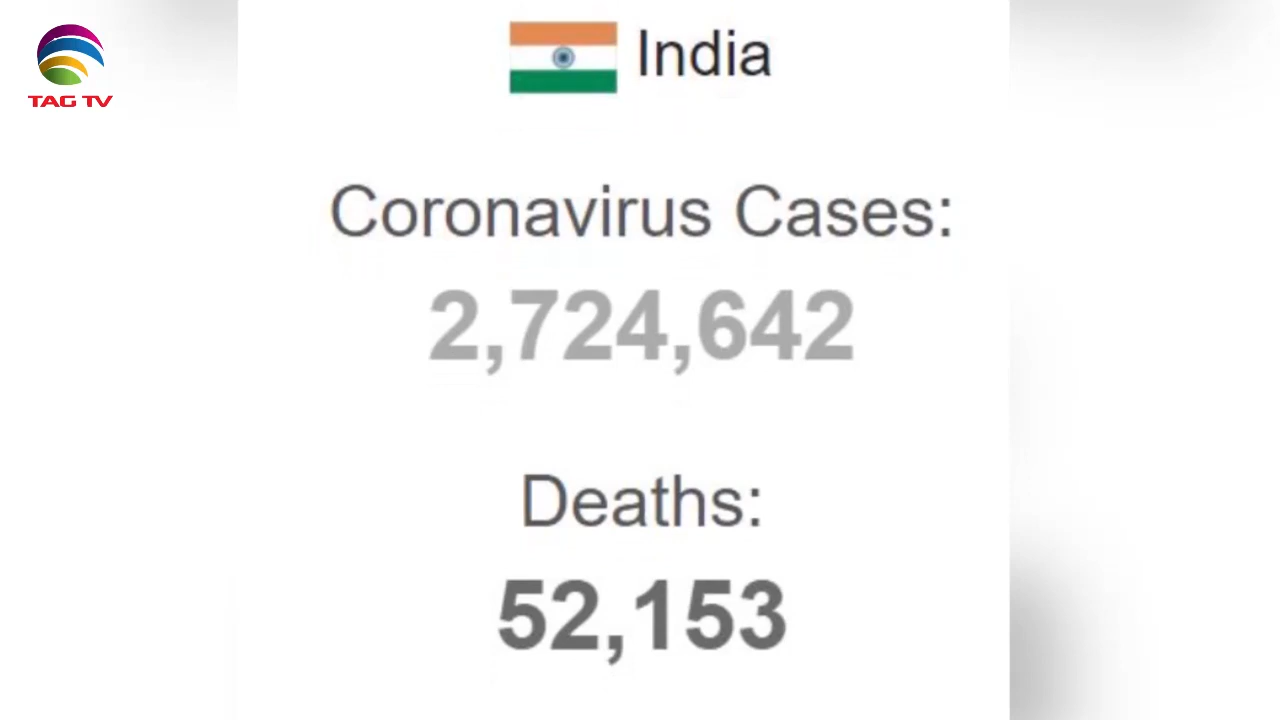 TAG TV
India
Coronavirus Cases:
2,724,642
Deaths:
52,153